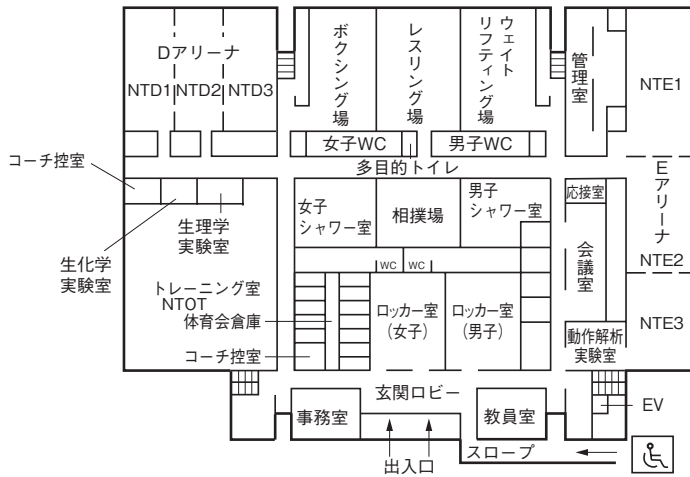 Dアリーナ
NTD1
NTD2
NTD3
ボクシング場
レスリング場
ウェイト
リフティング場
管理室
NTE1
女子WC
男子WC
多目的トイレ
コーチ控室
生理学
実験室
生化学
実験室
女子
シャワー室
相撲場
男子
シャワー室
応接室
Eアリーナ
NTE2
会議室
WC
WC
トレーニング室
NTOT
体育会倉庫
コーチ控室
ロッカー室
(女子)
ロッカー室
(男子)
動作解析
実験室
NTE3
玄関ロビー
事務室
教員室
EV
出入口
スロープ